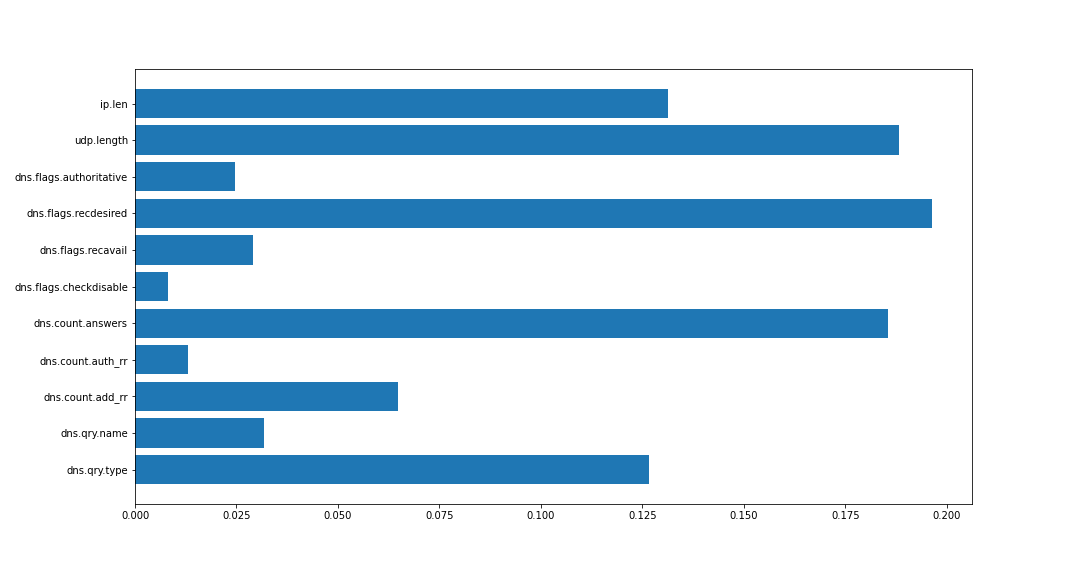 ip.len
udp.length
dns.flags.authoritative
dns.flags.recdesired
dns.flags.recavail
dns.flags.checkdisable
dns.count.answers
dns.count.auth_rr
dns.count.add_rr
dns.qry.name
dns.qry.type
0.000 0.025 0.050 0.075 0.100 0.125 0.150 0.175 0.200